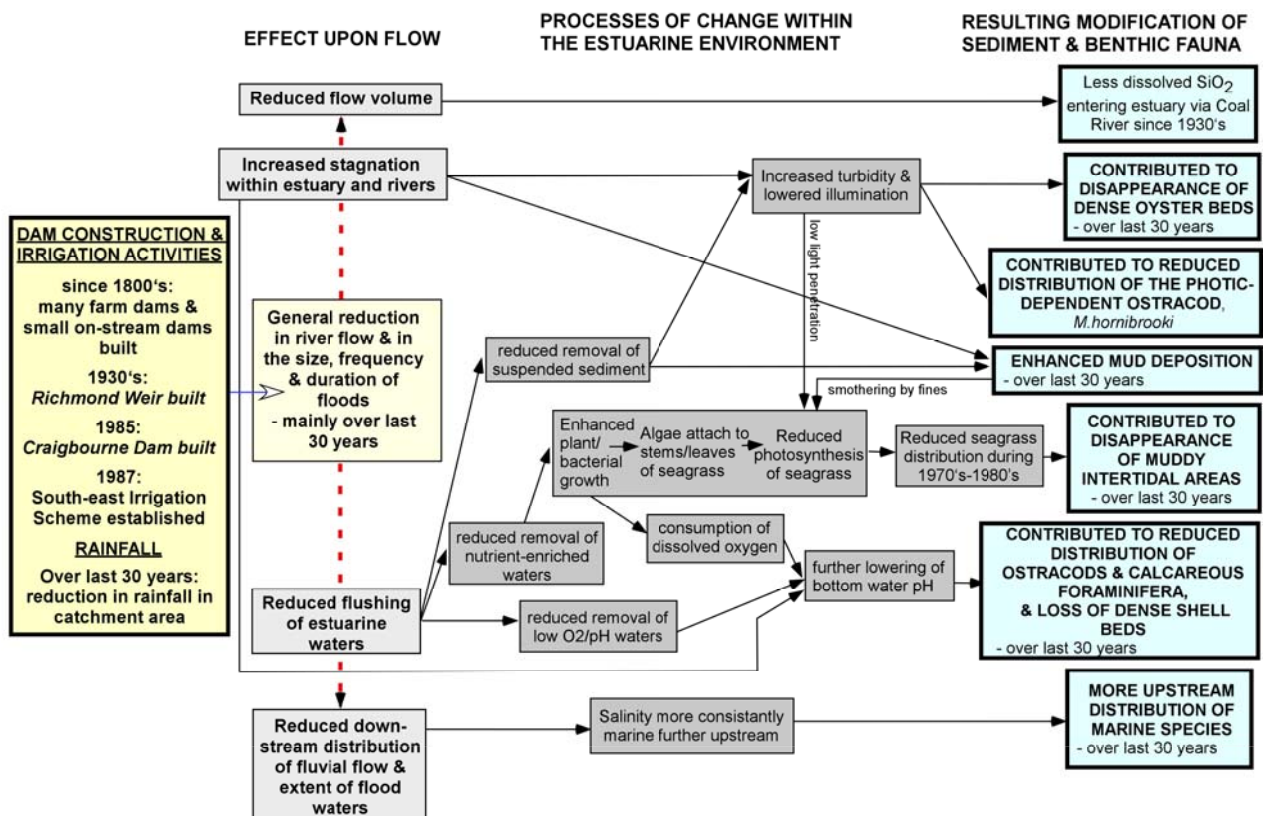 EFFECT UPON FLOW
PROCESSES OF CHANGE WITHIN
THE ESTUARINE ENVIRONMENT
RESULTING MODIFICATION OF
SEDIMENT & BENTHIC FAUNA
DAM CONSTRUCTION &
IRRIGATION ACTIVITIES
since 1800's:
many farm dams &
small on-stream dams
built
1930's:
Richmond Weir built
1985:
Craigbourne Dam built
1987:
South-east Irrigation
Scheme established
RAINFALL
Over last 30 years:
reduction in rainfall in
catchment area
Reduced flow volume
Increased stagnation
within estuary and rivers
General reduction
in river flow & in
the size, frequency
& duration of
floods
- mainly over last
30 years
Reduced flushing
of estuarine
waters
Reduced down-
stream distribution
of fluvial flow &
extent of flood
waters
Increased turbidity &
lowered illumination
low light penetration
reduced removal of
suspended sediment
smothering by fines
Enhanced
plant/
bacterial
growth
Algae attach to
stems/leaves
of seagrass
Reduced
photosynthesis
of seagrass
Reduced seagrass
distribution during
1970's-1980's
reduced removal of
nutrient-enriched
waters
consumption of
dissolved oxygen
further lowering of
bottom water pH
reduced removal of
low O2/pH waters
Salinity more consistantly
marine further upstream
Less dissolved SiO2
entering estuary via Coal
River since 1930's
CONTRIBUTED TO
DISAPPEARANCE OF
DENSE OYSTER BEDS
- over last 30 years
CONTRIBUTED TO REDUCED
DISTRIBUTION OF THE PHOTIC-
DEPENDENT OSTRACOD,
M.hornibrooki
ENHANCED MUD DEPOSITION
- over last 30 years
CONTRIBUTED TO
DISAPPEARANCE
OF MUDDY
INTERTIDAL AREAS
- over last 30 years
CONTRIBUTED TO REDUCED
DISTRIBUTION OF
OSTRACODS & CALCAREOUS
FORAMINIFERA,
& LOSS OF DENSE SHELL
BEDS
- over last 30 years
MORE UPSTREAM
DISTRIBUTION OF
MARINE SPECIES
- over last 30 years